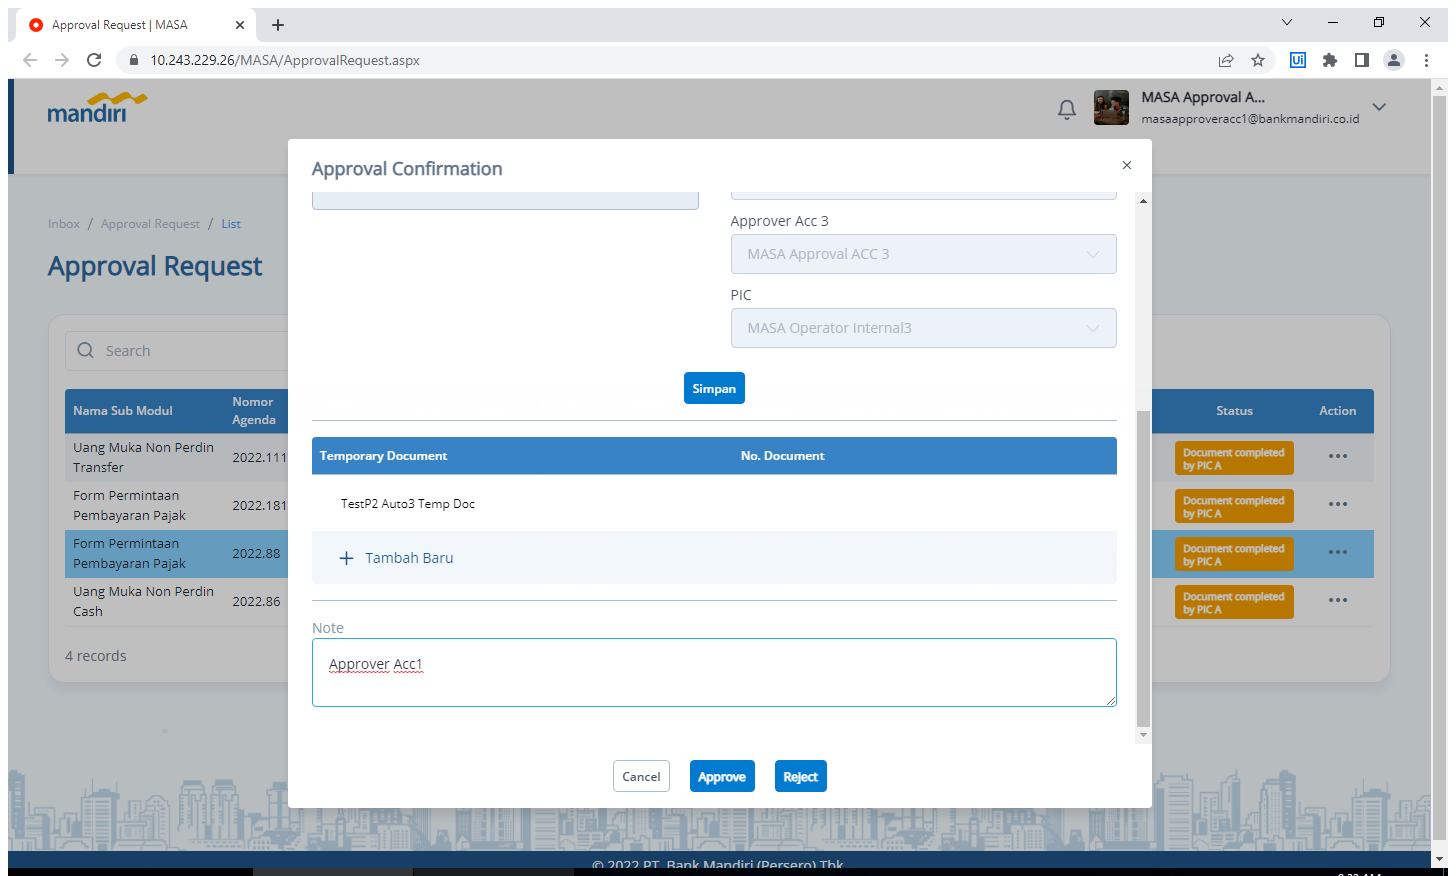 Approval Request | MASA
10.243.229.26/MASA/ApprovalRequest.aspx
Ui
mandiri
MASA Approval A...
masaapproveracc1@bankmandiri.co.id
Approval Confirmation
Inbox / Approval Request / List
Approval Request
Approver Acc 3
MASA Approval ACC 3
PIC
MASA Operator Internal3
Simpan
Search
Nama Sub Modul
Nomor Agenda
Status
Action
Uang Muka Non Perdin Transfer
2022.111
Document completed by PIC A
Form Permintaan Pembayaran Pajak
2022.181
Document completed by PIC A
Form Permintaan Pembayaran Pajak
2022.88
Document completed by PIC A
Uang Muka Non Perdin Cash
2022.86
Document completed by PIC A
4 records
Temporary Document
No. Document
TestP2 Auto3 Temp Doc
+ Tambah Baru
Note
Approver Acc1
Cancel
Approve
Reject
© 2022 PT. Bank Mandiri (Persero) Tbk